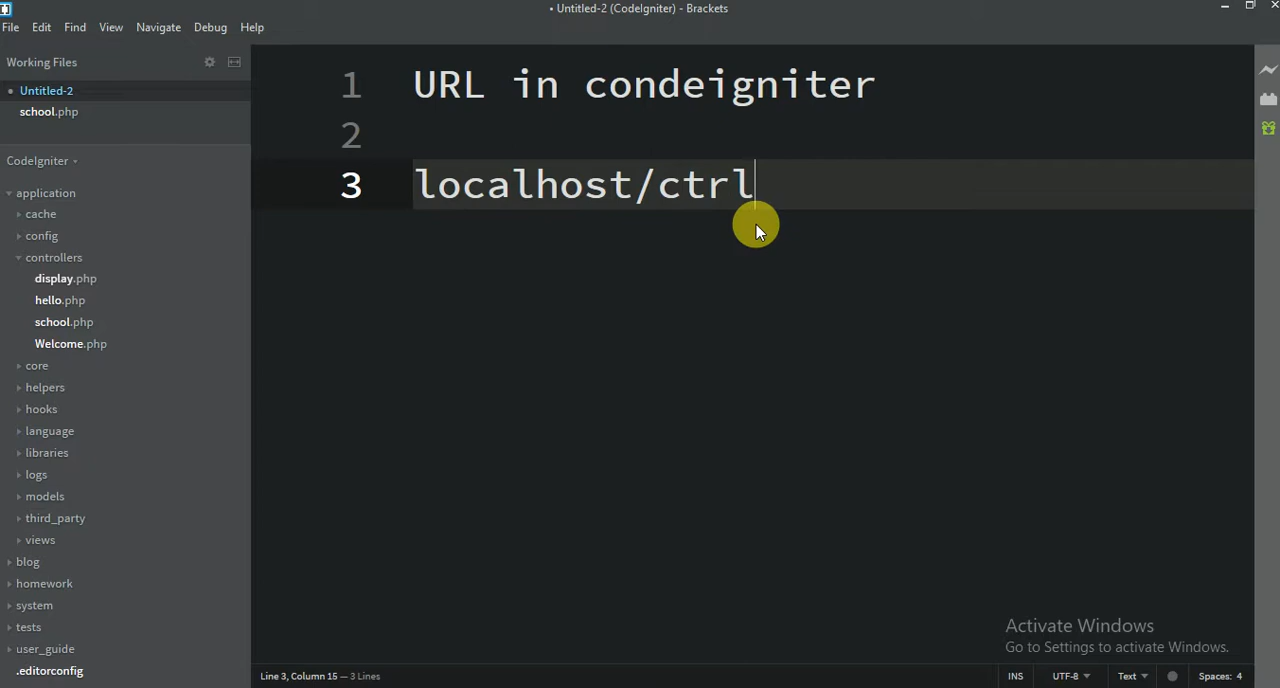 • Untitled-2 (CodeIgniter) - Brackets
File Edit Find View Navigate Debug Help
Working Files
• Untitled-2
school.php
CodeIgniter
application
cache
config
controllers
display.php
hello.php
school.php
Welcome.php
core
helpers
hooks
language
libraries
logs
models
third_party
views
blog
homework
system
tests
user_guide
.editorconfig
1 URL in condeigniter
2
3 localhost/ctrl
Activate Windows
Go to Settings to activate Windows.
Line 3, Column 15 — 3 Lines INS UTF-8 Text Spaces: 4